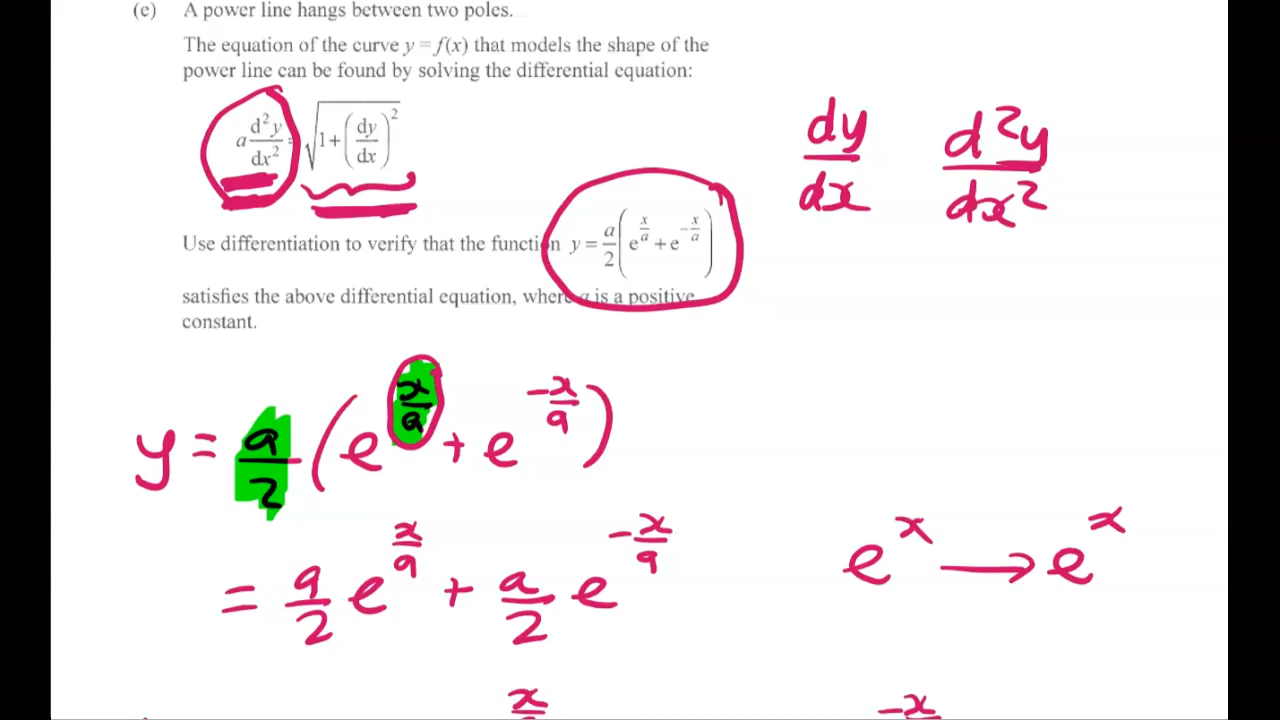 (e) A power line hangs between two poles.
The equation of the curve y = f(x) that models the shape of the
power line can be found by solving the differential equation:
a d²y/dx² = √(1+(dy/dx)²)
dy/dx d²y/dx²
Use differentiation to verify that the function y = a/2 (e^(x/a) + e^(-x/a))
satisfies the above differential equation, where a is a positive
constant.
y = a/2 (e^(x/a) + e^(-x/a))
= a/2 e^(x/a) + a/2 e^(-x/a)
e^x → e^x
x -x